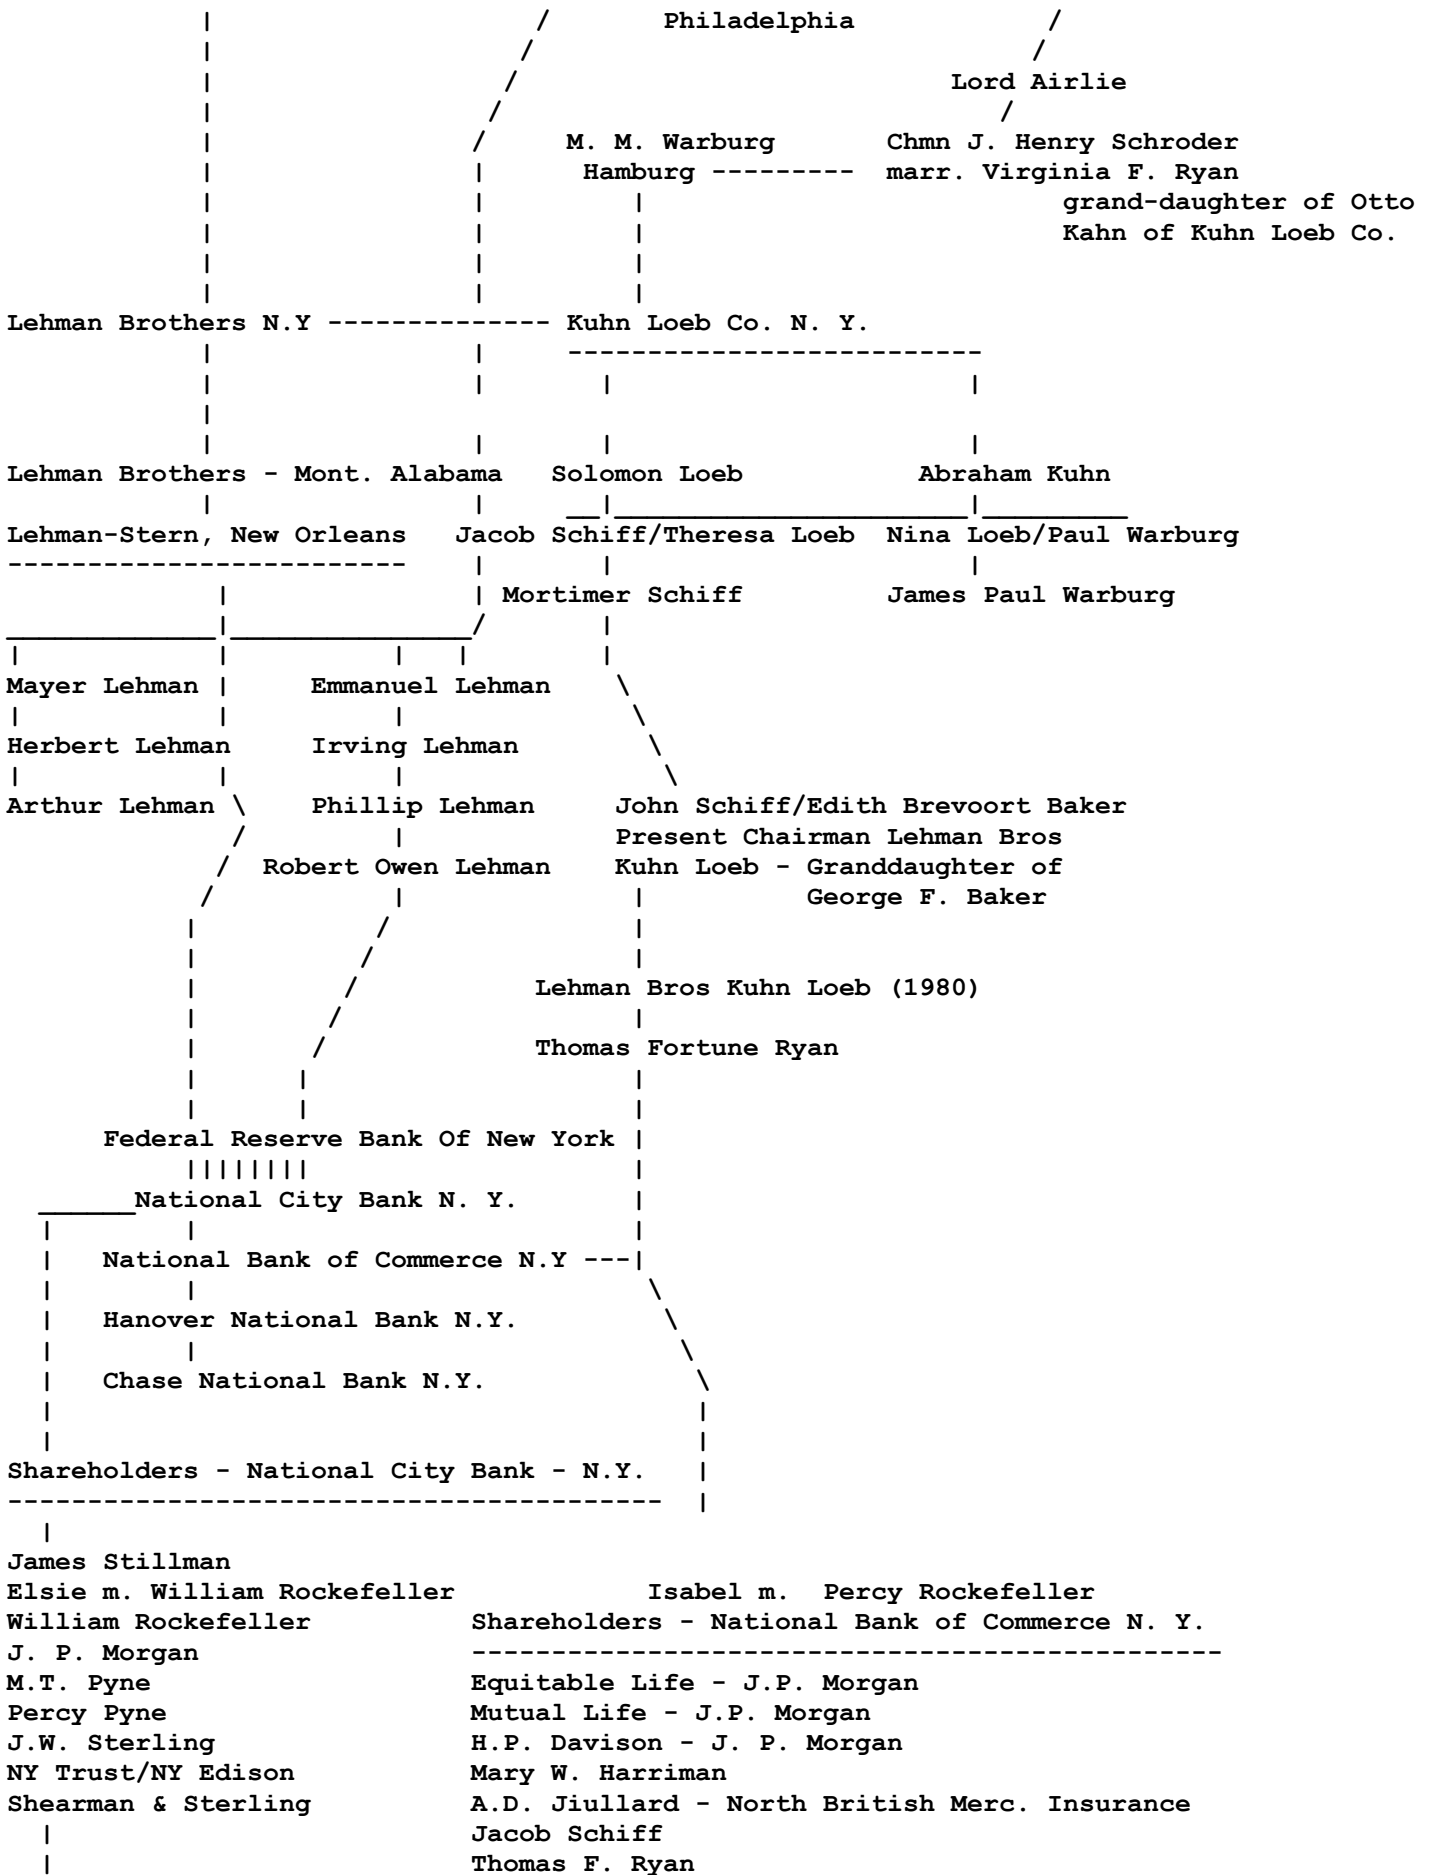 Philadelphia
Lord Airlie
M. M. Warburg Chmn J. Henry Schroder
Hamburg --------- marr. Virginia F. Ryan
grand-daughter of Otto
Kahn of Kuhn Loeb Co.
Lehman Brothers N.Y -------------- Kuhn Loeb Co. N. Y.
Lehman Brothers - Mont. Alabama Solomon Loeb Abraham Kuhn
Lehman-Stern, New Orleans Jacob Schiff/Theresa Loeb Nina Loeb/Paul Warburg
Mortimer Schiff James Paul Warburg
Mayer Lehman Emmanuel Lehman
Herbert Lehman Irving Lehman
Arthur Lehman Phillip Lehman John Schiff/Edith Brevoort Baker
Present Chairman Lehman Bros
Robert Owen Lehman Kuhn Loeb - Granddaughter of
George F. Baker
Lehman Bros Kuhn Loeb (1980)
Thomas Fortune Ryan
Federal Reserve Bank Of New York
National City Bank N. Y.
National Bank of Commerce N.Y ---
Hanover National Bank N.Y.
Chase National Bank N.Y.
Shareholders - National City Bank - N.Y.
James Stillman
Elsie m. William Rockefeller Isabel m. Percy Rockefeller
William Rockefeller Shareholders - National Bank of Commerce N. Y.
J. P. Morgan
M.T. Pyne Equitable Life - J.P. Morgan
Percy Pyne Mutual Life - J.P. Morgan
J.W. Sterling H.P. Davison - J. P. Morgan
NY Trust/NY Edison Mary W. Harriman
Shearman & Sterling A.D. Jiullard - North British Merc. Insurance
Jacob Schiff
Thomas F. Ryan